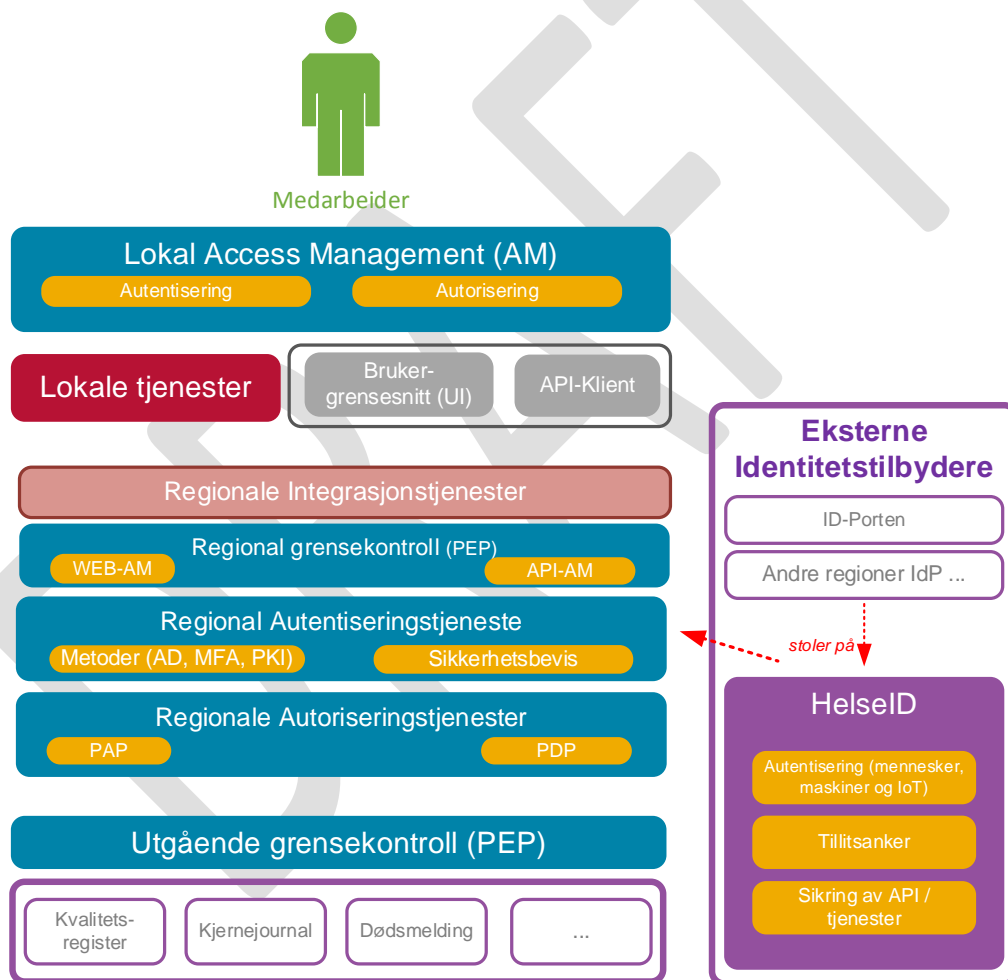 Medarbeider
Lokal Access Management (AM)
Autentisering
Autorisering
Lokale tjenester
Bruker-
grensesnitt (UI)
API-Klient
Regionale Integrasjonstjenester
Regional grensekontroll (PEP)
WEB-AM
API-AM
Regional Autentiseringstjeneste
Metoder (AD, MFA, PKI)
Sikkerhetsbevis
Regionale Autoriseringstjenester
PAP
PDP
Utgående grensekontroll (PEP)
Kvalitets-
register
Kjernejournal
Dødsmelding
...
Eksterne
Identitetstilbydere
ID-Porten
Andre regioner IdP ...
stoler på
HelseID
Autentisering (mennesker,
maskiner og IoT)
Tillitsanker
Sikring av API /
tjenester
DRAFT